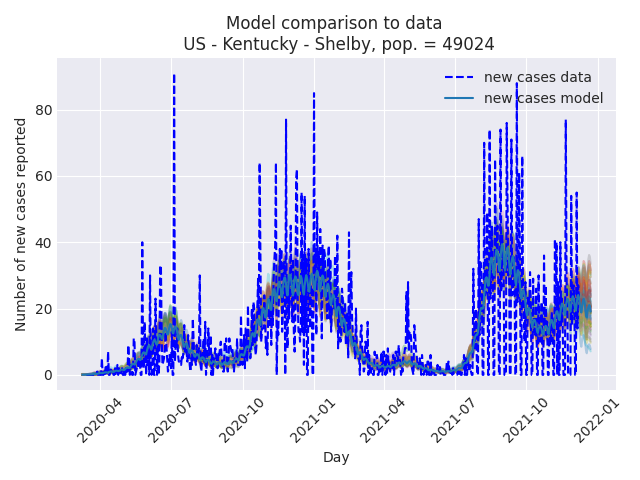 Model comparison to data
US - Kentucky - Shelby, pop. = 49024
new cases data
new cases model
Number of new cases reported
80
60
40
20
0
2020-04
2020-07
2020-10
2021-01
2021-04
2021-07
2021-10
2022-01
Day